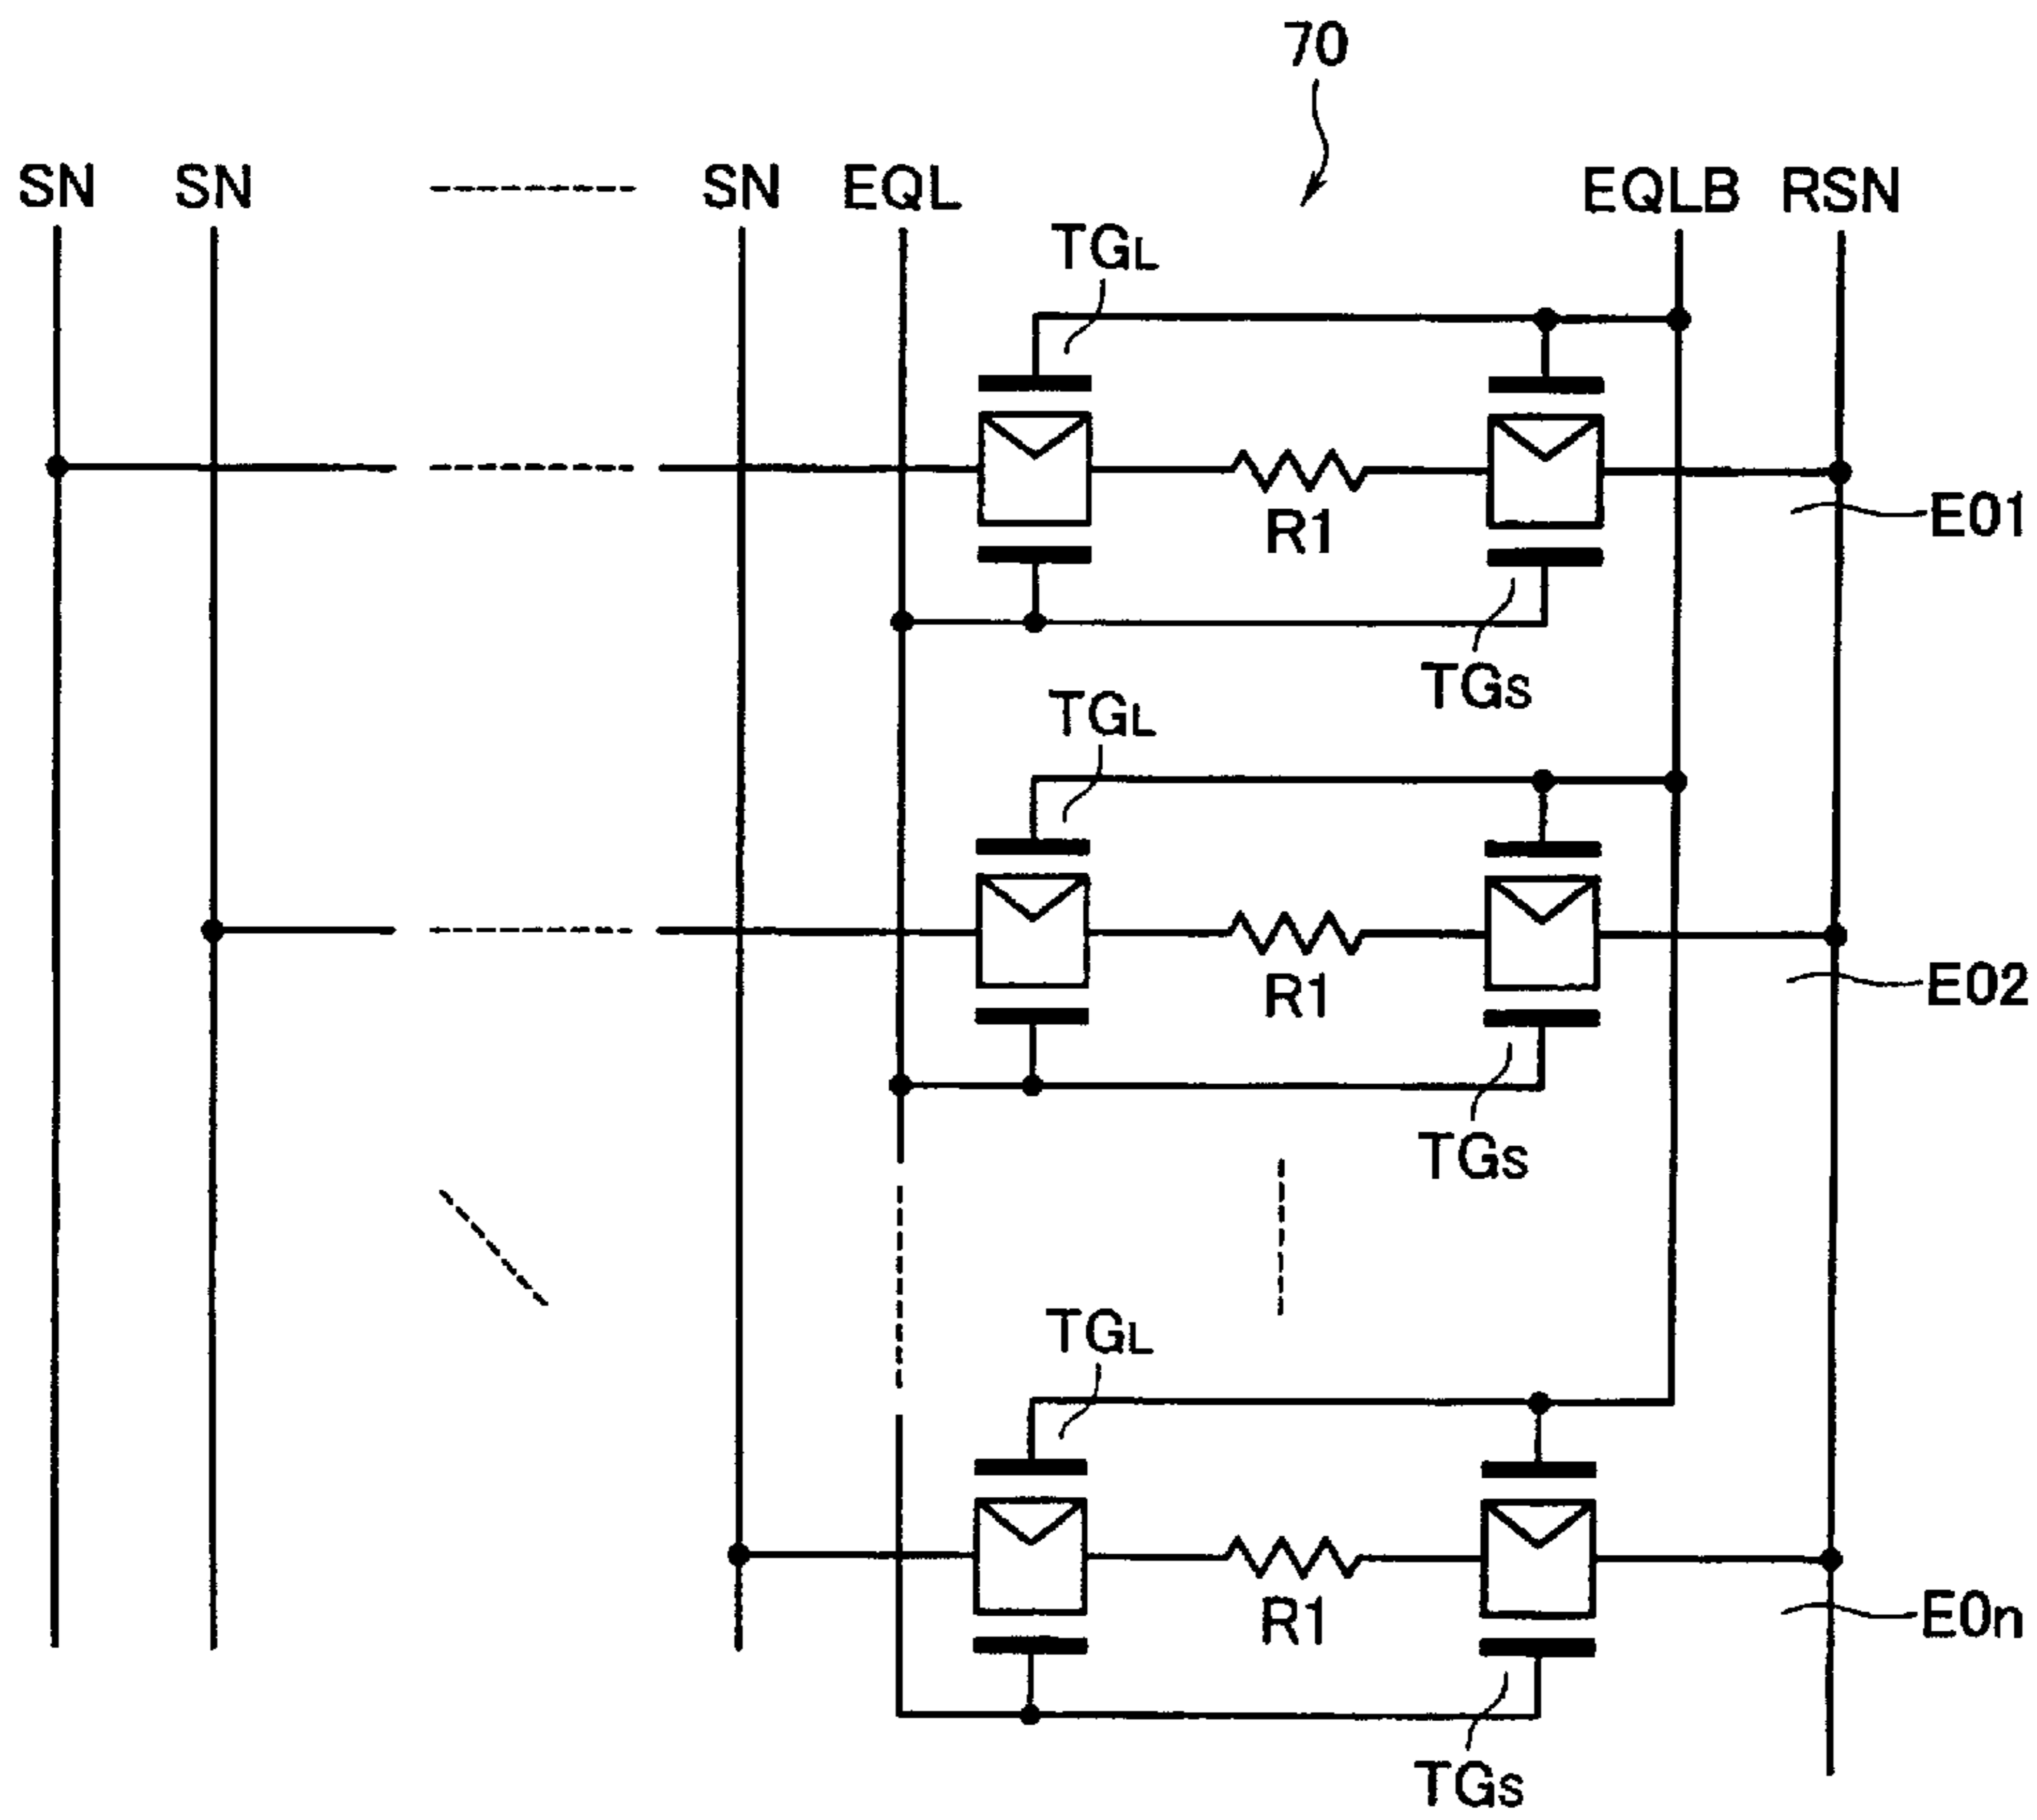 70
SN SN SN EQL EQLB RSN
TGL
R1
E01
TGS
TGL
R1
E02
TGS
TGL
R1
E0n
TGS